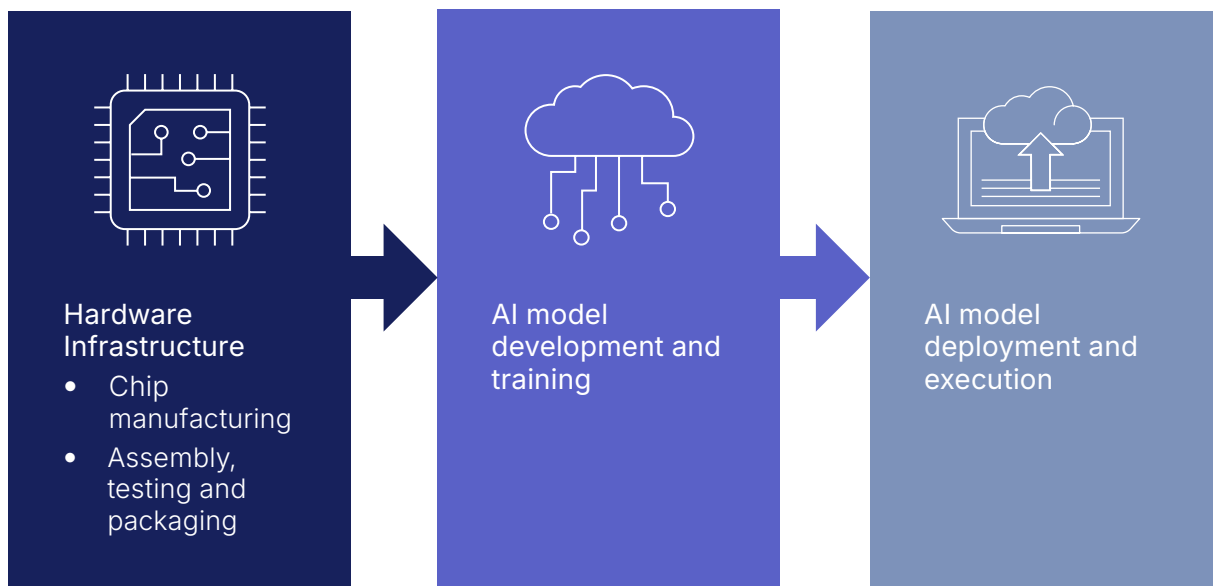 Hardware
Infrastructure
• Chip
manufacturing
• Assembly,
testing and
packaging
AI model
development and
training
AI model
deployment and
execution